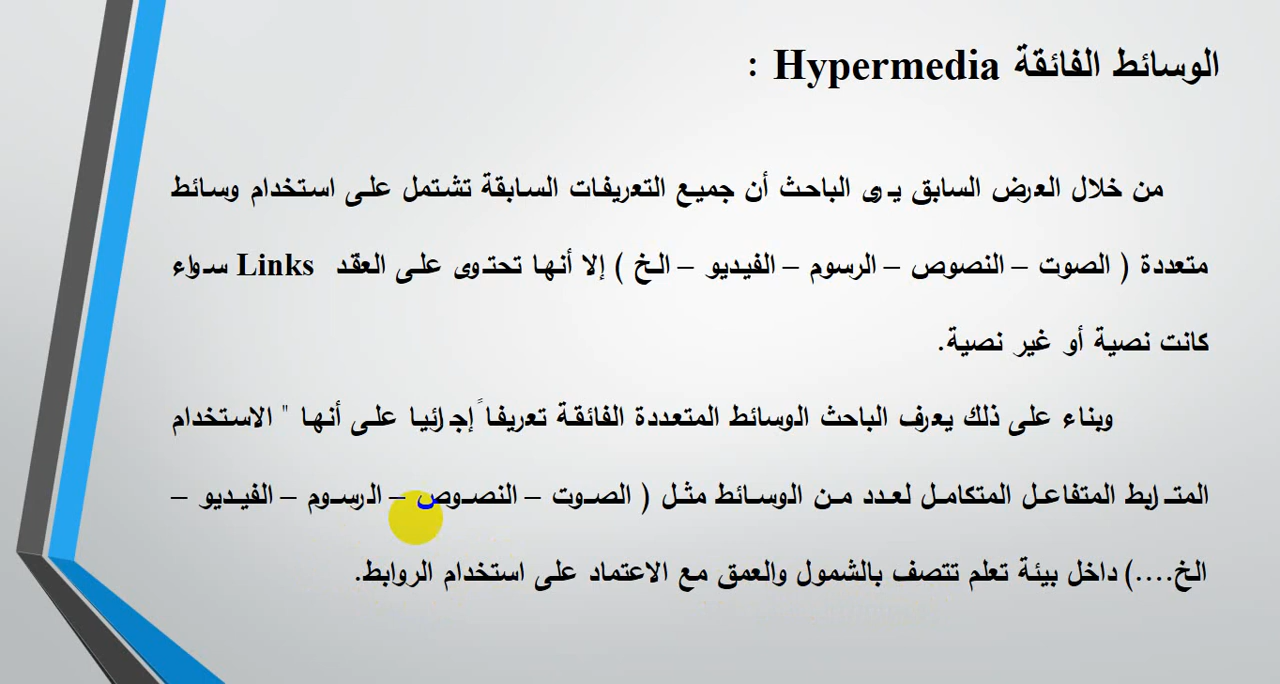 الوسائط الفائقة Hypermedia :
من خلال العرض السابق يرى الباحث أن جميع التعريفات السابقة تشتمل على استخدام وسائط
متعددة ( الصوت – النصوص – الرسوم – الفيديو – الخ ) إلا أنها تحتوى على العقد Links سواء
كانت نصية أو غير نصية.
وبناء على ذلك يعرف الباحث الوسائط المتعددة الفائقة تعريفاً إجرائيا على أنها " الاستخدام
المترابط المتفاعل المتكامل لعدد من الوسائط مثل ( الصوت – النصوص – الرسوم – الفيديو –
الخ....) داخل بيئة تعلم تتصف بالشمول والعمق مع الاعتماد على استخدام الروابط.